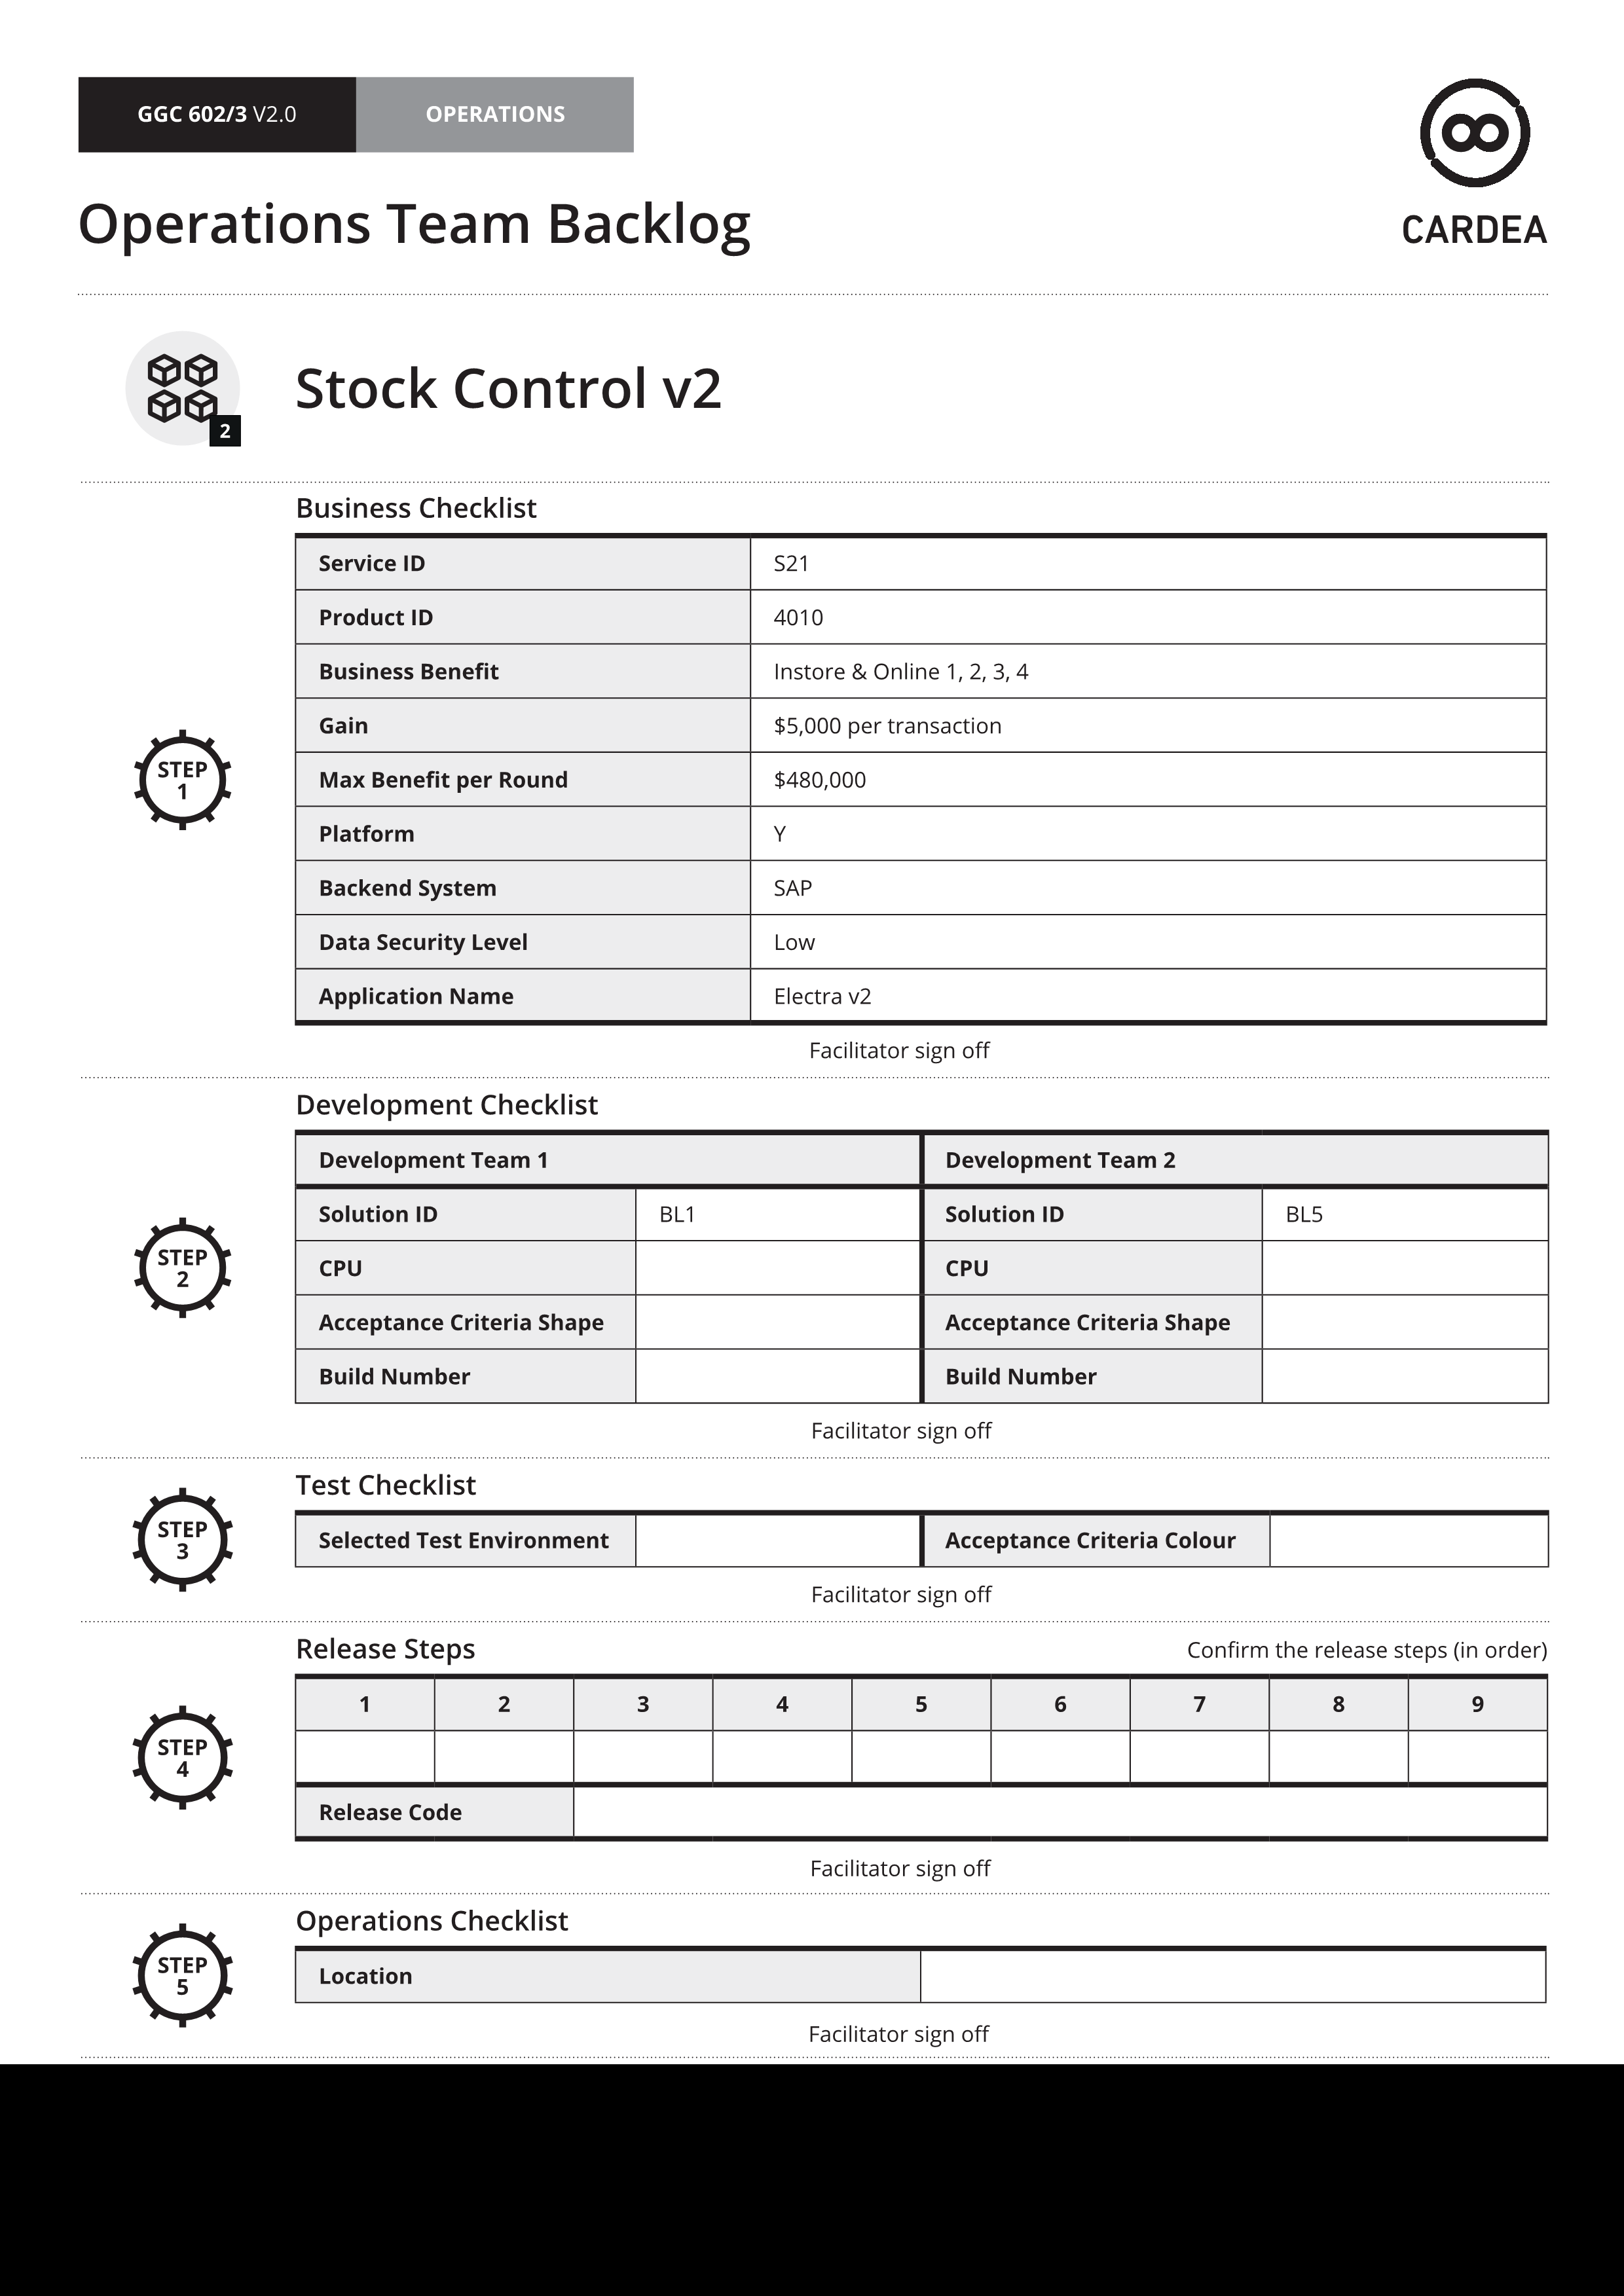 GGC 602/3 V2.0 OPERATIONS
CARDEA
Operations Team Backlog
2
Stock Control v2
Business Checklist
Service ID S21
Product ID 4010
Business Benefit Instore & Online 1, 2, 3, 4
Gain $5,000 per transaction
Max Benefit per Round $480,000
Platform Y
Backend System SAP
Data Security Level Low
Application Name Electra v2
STEP
1
Facilitator sign off
Development Checklist
Development Team 1 Development Team 2
Solution ID BL1 Solution ID BL5
CPU CPU
Acceptance Criteria Shape Acceptance Criteria Shape
Build Number Build Number
STEP
2
Facilitator sign off
Test Checklist
Selected Test Environment Acceptance Criteria Colour
STEP
3
Facilitator sign off
Release Steps Confirm the release steps (in order)
1 2 3 4 5 6 7 8 9
Release Code
STEP
4
Facilitator sign off
Operations Checklist
Location
STEP
5
Facilitator sign off